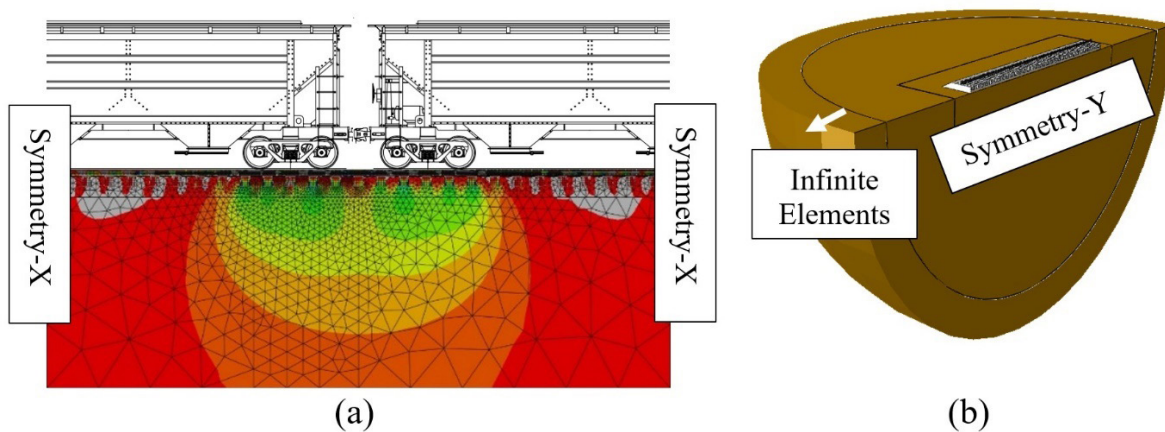 Symmetry-X
Symmetry-X
Infinite
Elements
Symmetry-Y
(a)
(b)